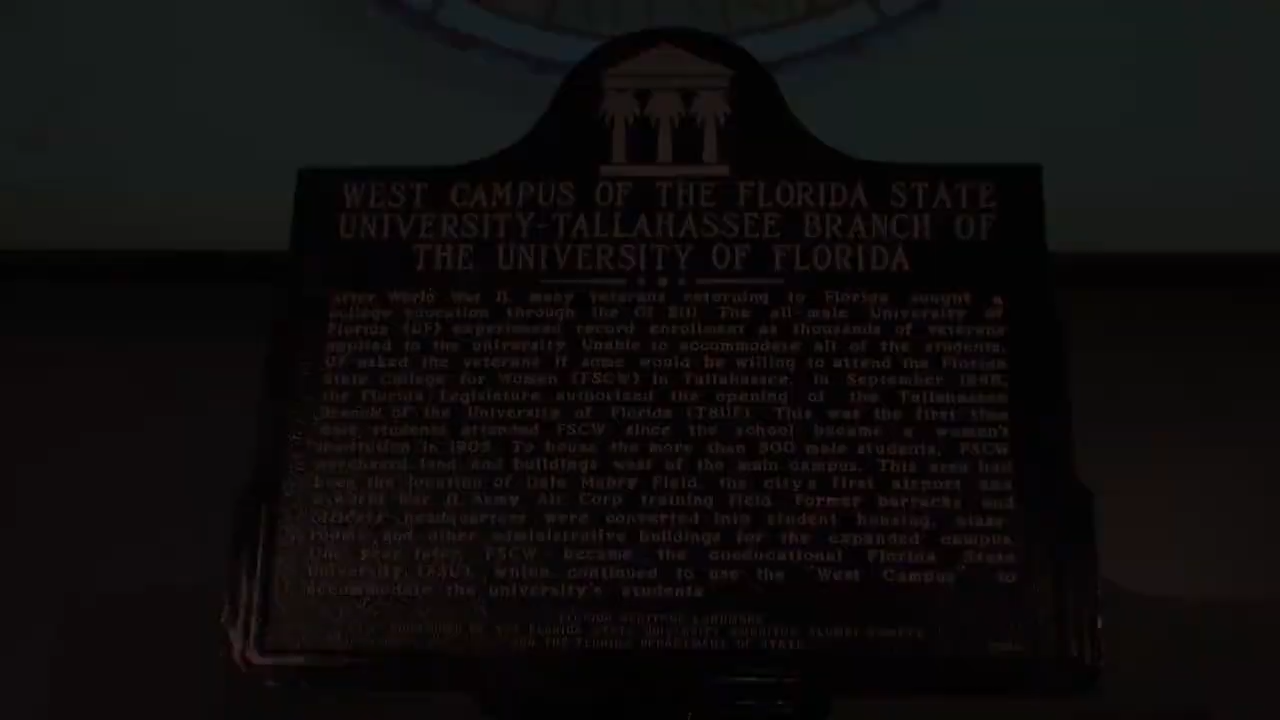 WEST CAMPUS OF THE FLORIDA STATE
UNIVERSITY-TALLAHASSEE BRANCH OF
THE UNIVERSITY OF FLORIDA
After World War II, many veterans returning to Florida sought a
college education through the GI Bill. The all-male University of
Florida (UF) experienced record enrollment as thousands of veterans
applied to the university. Unable to accommodate all of the students,
UF asked the veterans if some would be willing to attend the Florida
State College for Women (FSCW) in Tallahassee. In September 1946,
the Florida Legislature authorized the opening of the Tallahassee
Branch of the University of Florida (TBUF). This was the first time
male students attended FSCW since the school became a women's
institution in 1905. To house the more than 500 male students, FSCW
purchased land and buildings west of the main campus. This area had
been the location of Dale Mabry Field, the city's first airport and
a World War II Army Air Corp training field. Former barracks and
officers' headquarters were converted into student housing, class-
rooms and other administrative buildings for the expanded campus.
One year later, FSCW became the coeducational Florida State
University (FSU), which continued to use the "West Campus" to
accommodate the university's students.
FLORIDA HERITAGE LANDMARK
SPONSORED BY THE FLORIDA STATE UNIVERSITY EMERITUS ALUMNI SOCIETY
AND THE FLORIDA DEPARTMENT OF STATE